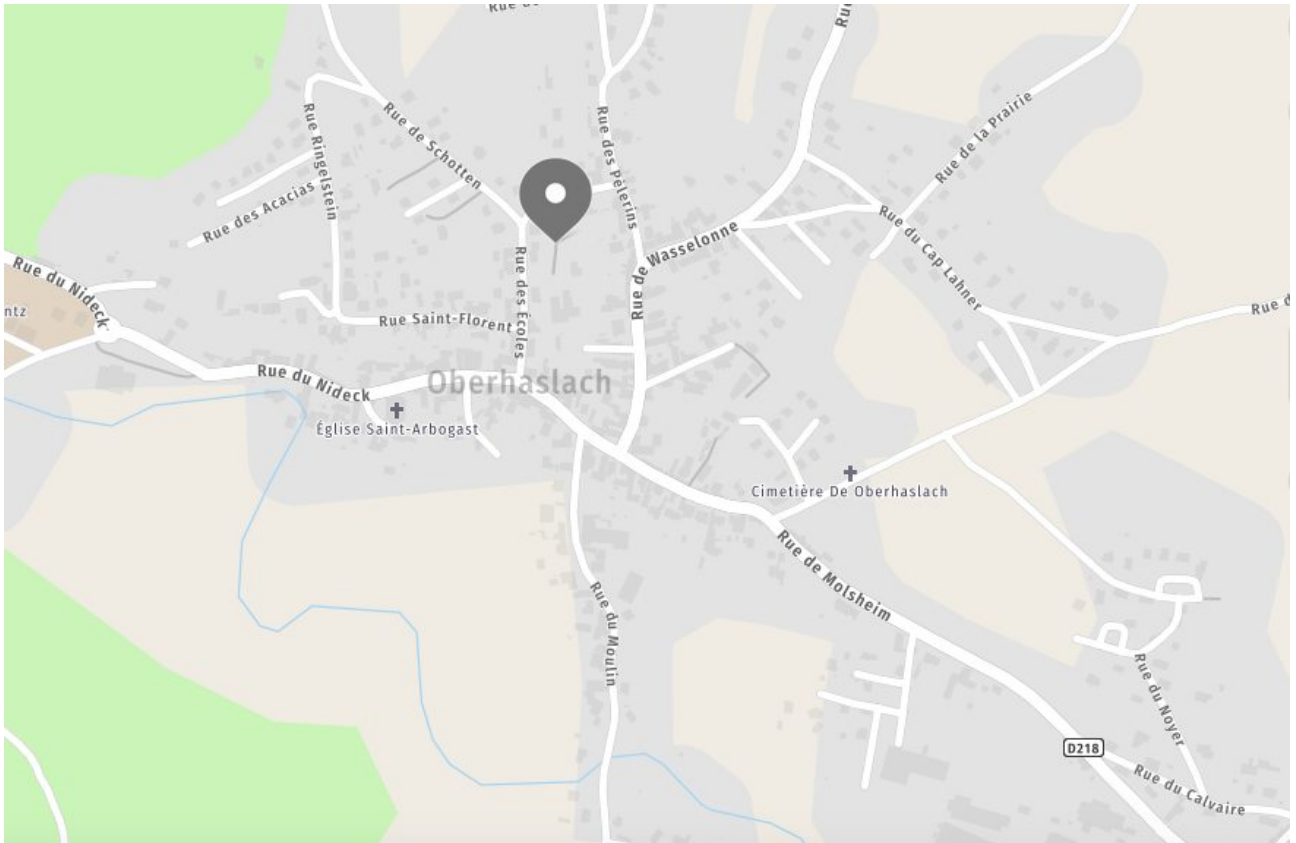 Rue de Schotten
Rue Ringelstein
Rue des Pèlerins
Rue de la Prairie
Rue des Acacias
Rue de Wasselonne
Rue du Cap Lahner
Rue du Nideck
ntz
Rue des Écoles
Rue Saint-Florent
Rue du Nideck
Oberhaslach
Église Saint-Arbogast
Cimetière De Oberhaslach
Rue de Molsheim
Rue du Moulin
Rue du Noyer
D218
Rue du Calvaire